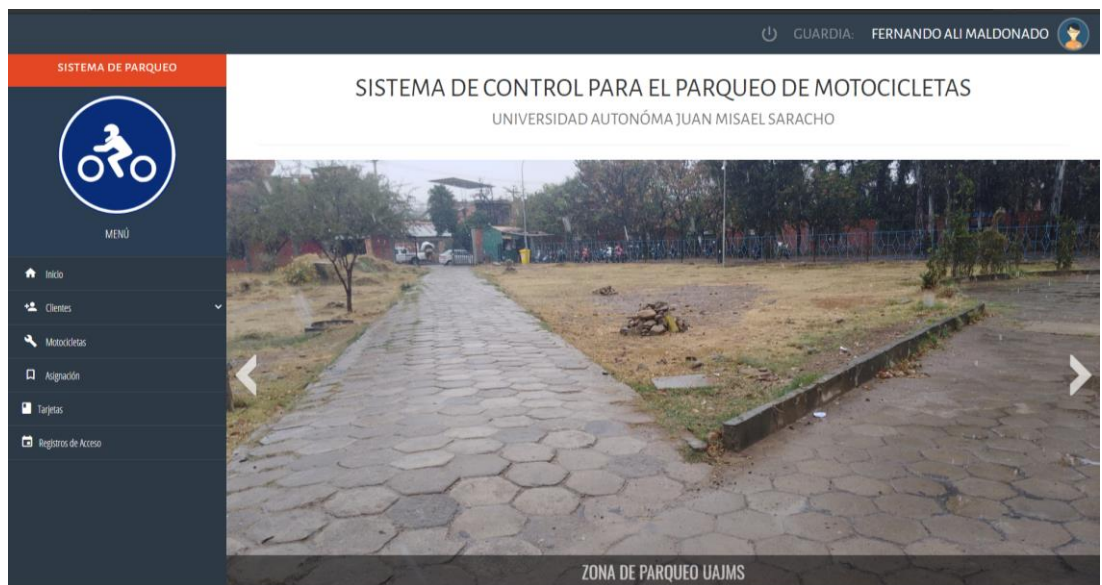 GUARDIA: FERNANDO ALI MALDONADO
SISTEMA DE PARQUEO
MENÚ
Inicio
Clientes
Motocicletas
Asignación
Tarjetas
Registros de Acceso
SISTEMA DE CONTROL PARA EL PARQUEO DE MOTOCICLETAS
UNIVERSIDAD AUTONÓMA JUAN MISAEL SARACHO
ZONA DE PARQUEO UAJMS